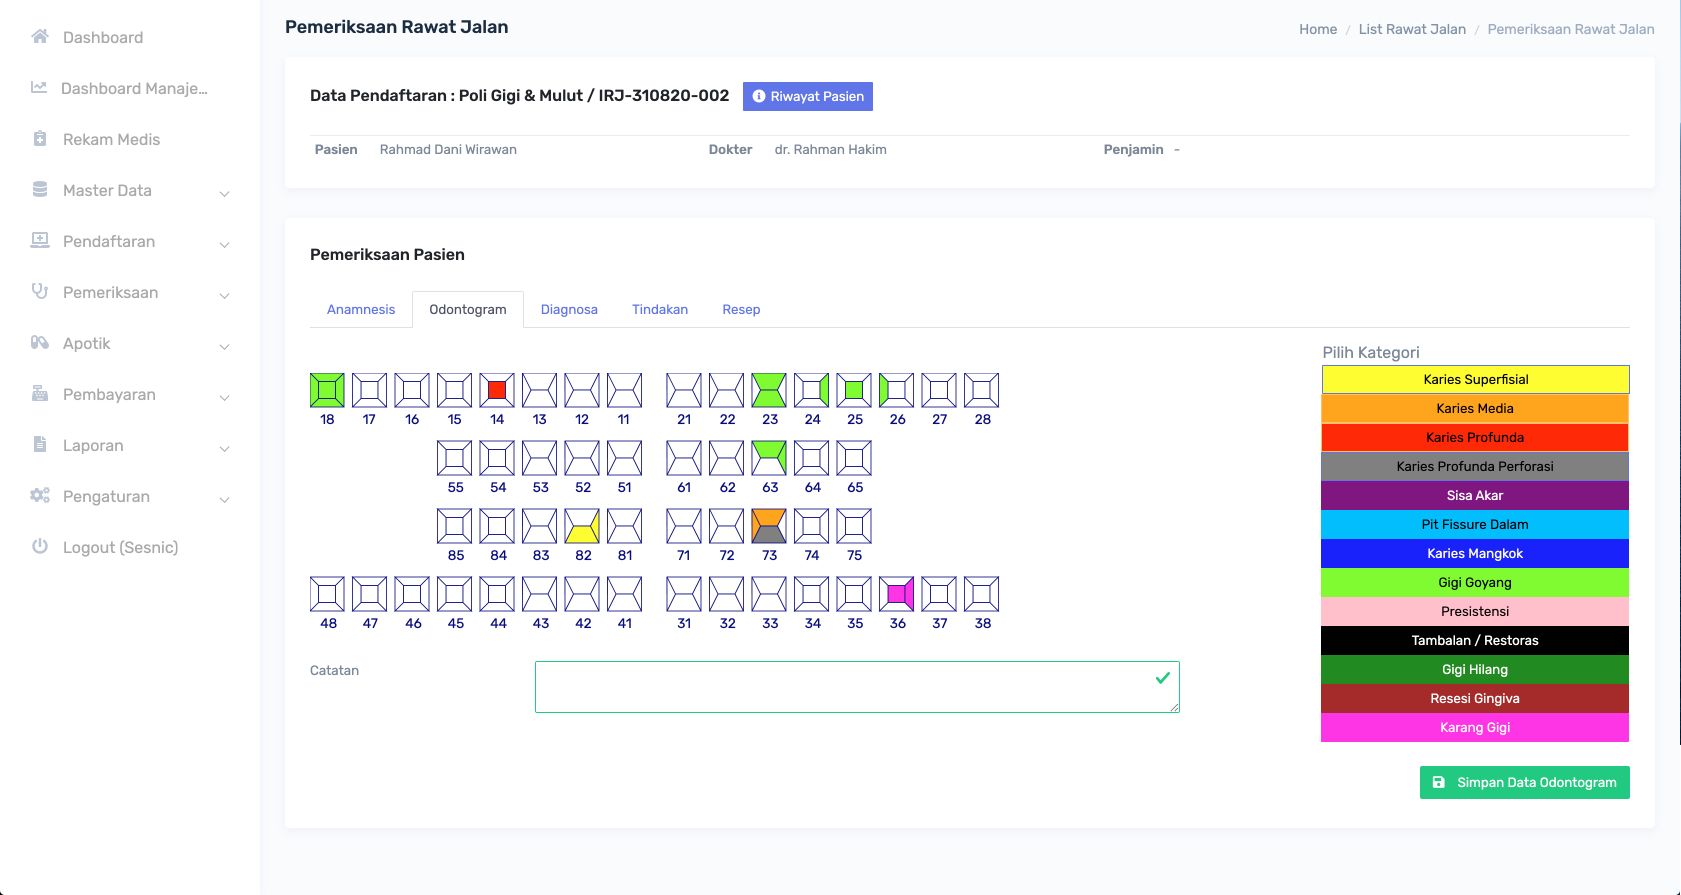 Dashboard
Dashboard Manaje...
Rekam Medis
Master Data
Pendaftaran
Pemeriksaan
Apotik
Pembayaran
Laporan
Pengaturan
Logout (Sesnic)
Pemeriksaan Rawat Jalan
Home / List Rawat Jalan / Pemeriksaan Rawat Jalan
Data Pendaftaran : Poli Gigi & Mulut / IRJ-310820-002 Riwayat Pasien
Pasien Rahmad Dani Wirawan Dokter dr. Rahman Hakim Penjamin -
Pemeriksaan Pasien
Anamnesis Odontogram Diagnosa Tindakan Resep
18 17 16 15 14 13 12 11 21 22 23 24 25 26 27 28
55 54 53 52 51 61 62 63 64 65
85 84 83 82 81 71 72 73 74 75
48 47 46 45 44 43 42 41 31 32 33 34 35 36 37 38
Catatan
Pilih Kategori
Karies Superfisial
Karies Media
Karies Profunda
Karies Profunda Perforasi
Sisa Akar
Pit Fissure Dalam
Karies Mangkok
Gigi Goyang
Presistensi
Tambalan / Restoras
Gigi Hilang
Resesi Gingiva
Karang Gigi
Simpan Data Odontogram